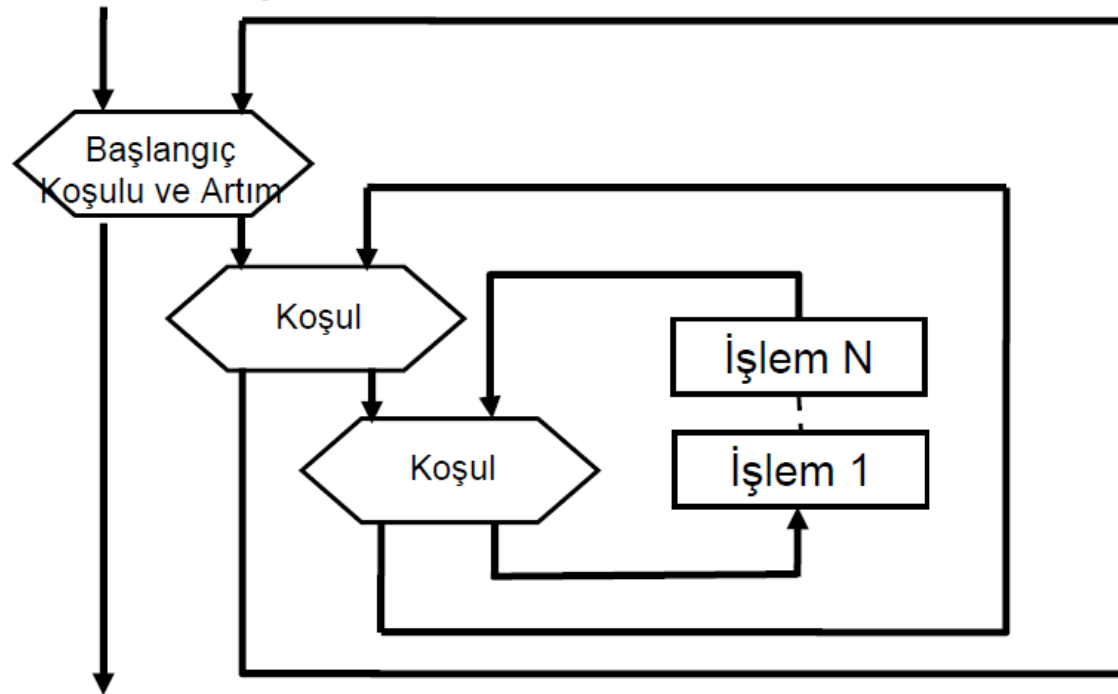 Başlangıç
Koşulu ve Artım
Koşul
İşlem N
Koşul
İşlem 1